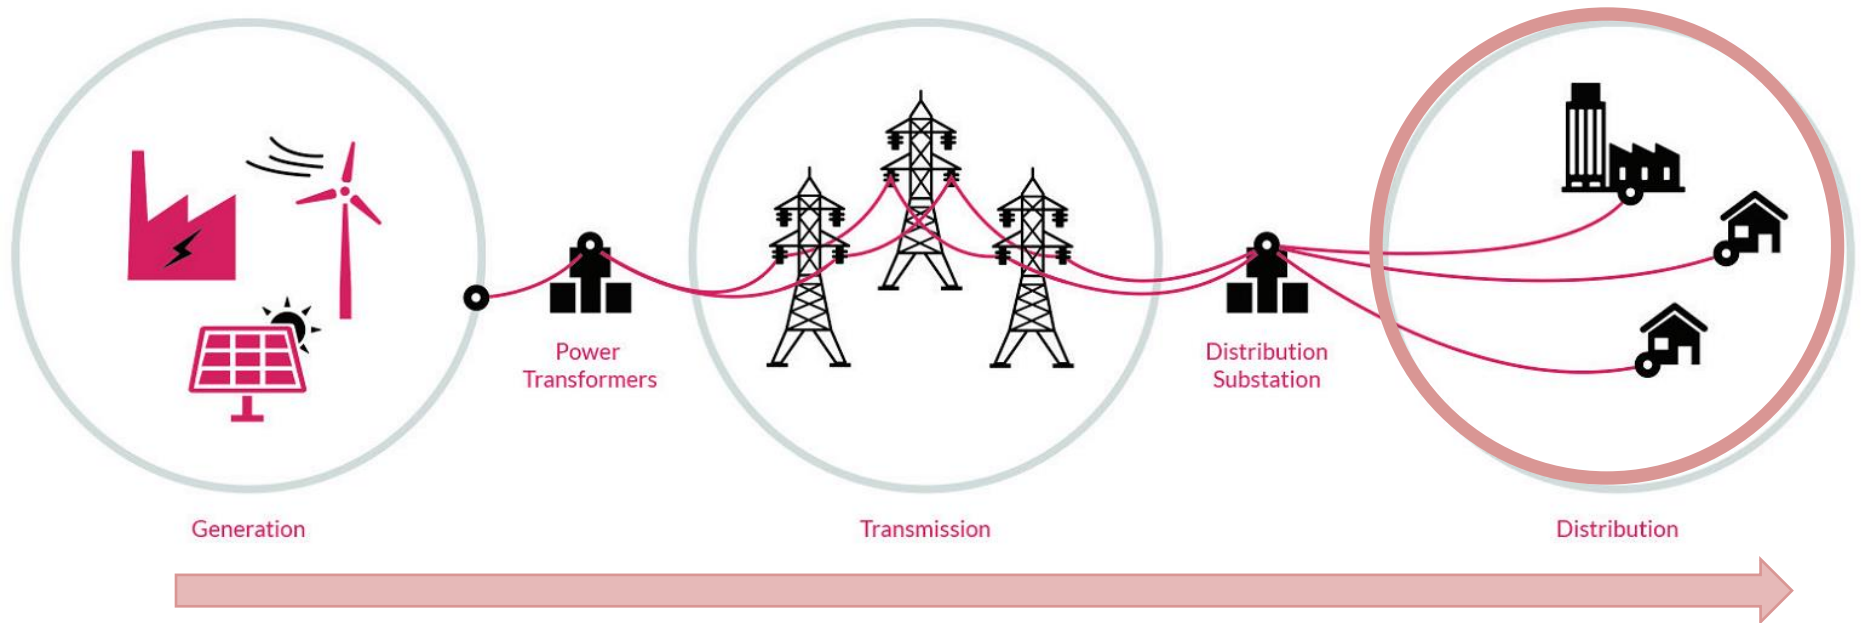 Power
Transformers
Distribution
Substation
Generation
Transmission
Distribution